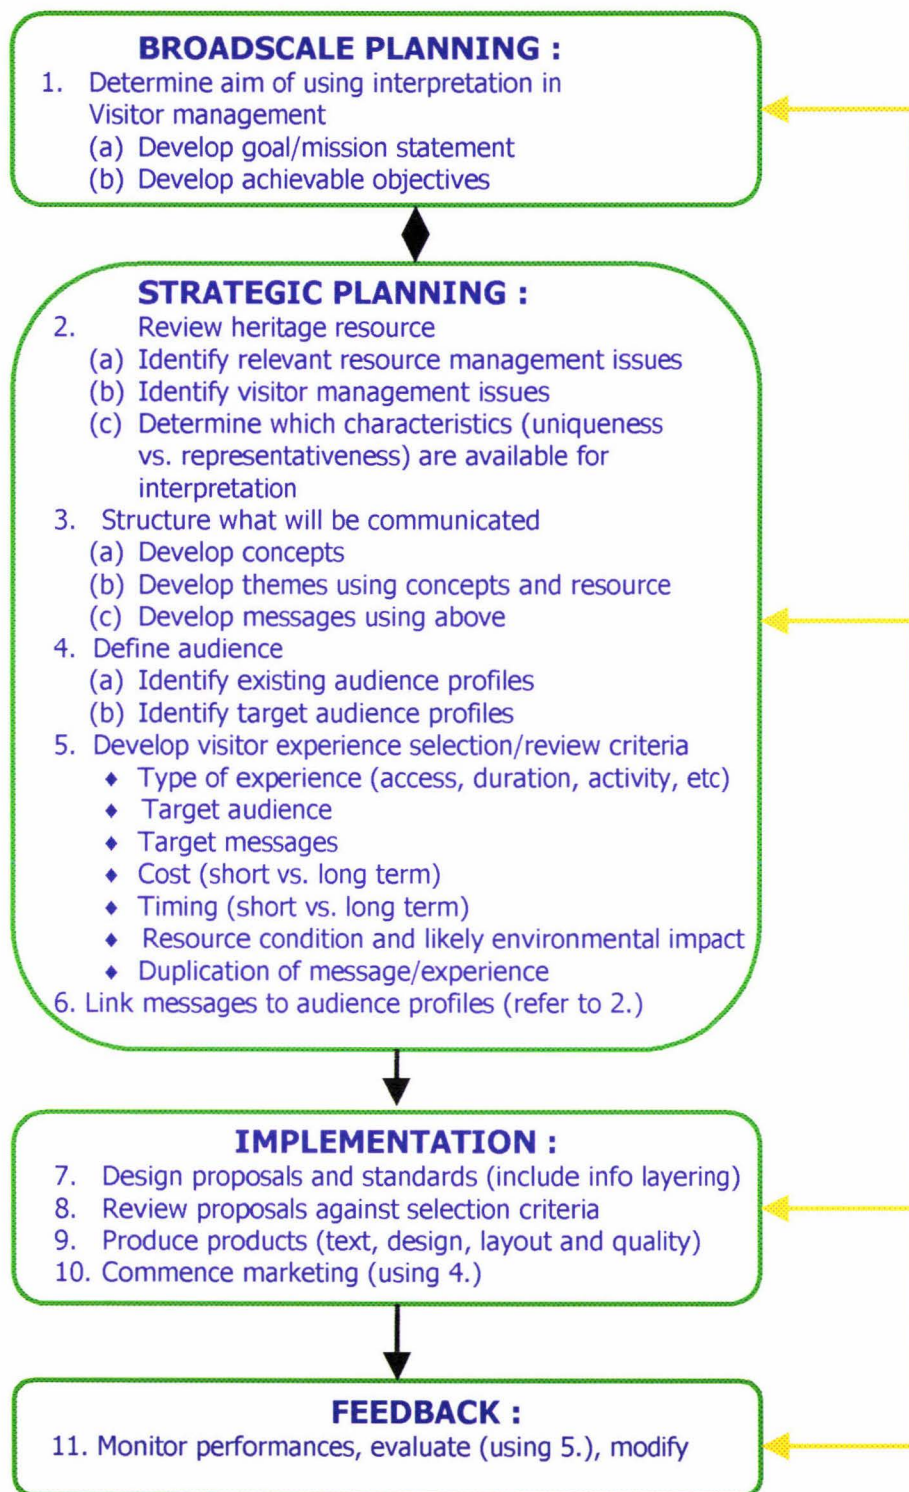 BROADSCALE PLANNING :
1. Determine aim of using interpretation in
Visitor management
(a) Develop goal/mission statement
(b) Develop achievable objectives
STRATEGIC PLANNING :
2. Review heritage resource
(a) Identify relevant resource management issues
(b) Identify visitor management issues
(c) Determine which characteristics (uniqueness
vs. representativeness) are available for
interpretation
3. Structure what will be communicated
(a) Develop concepts
(b) Develop themes using concepts and resource
(c) Develop messages using above
4. Define audience
(a) Identify existing audience profiles
(b) Identify target audience profiles
5. Develop visitor experience selection/review criteria
♦ Type of experience (access, duration, activity, etc)
♦ Target audience
♦ Target messages
♦ Cost (short vs. long term)
♦ Timing (short vs. long term)
♦ Resource condition and likely environmental impact
♦ Duplication of message/experience
6. Link messages to audience profiles (refer to 2.)
IMPLEMENTATION :
7. Design proposals and standards (include info layering)
8. Review proposals against selection criteria
9. Produce products (text, design, layout and quality)
10. Commence marketing (using 4.)
FEEDBACK :
11. Monitor performances, evaluate (using 5.), modify